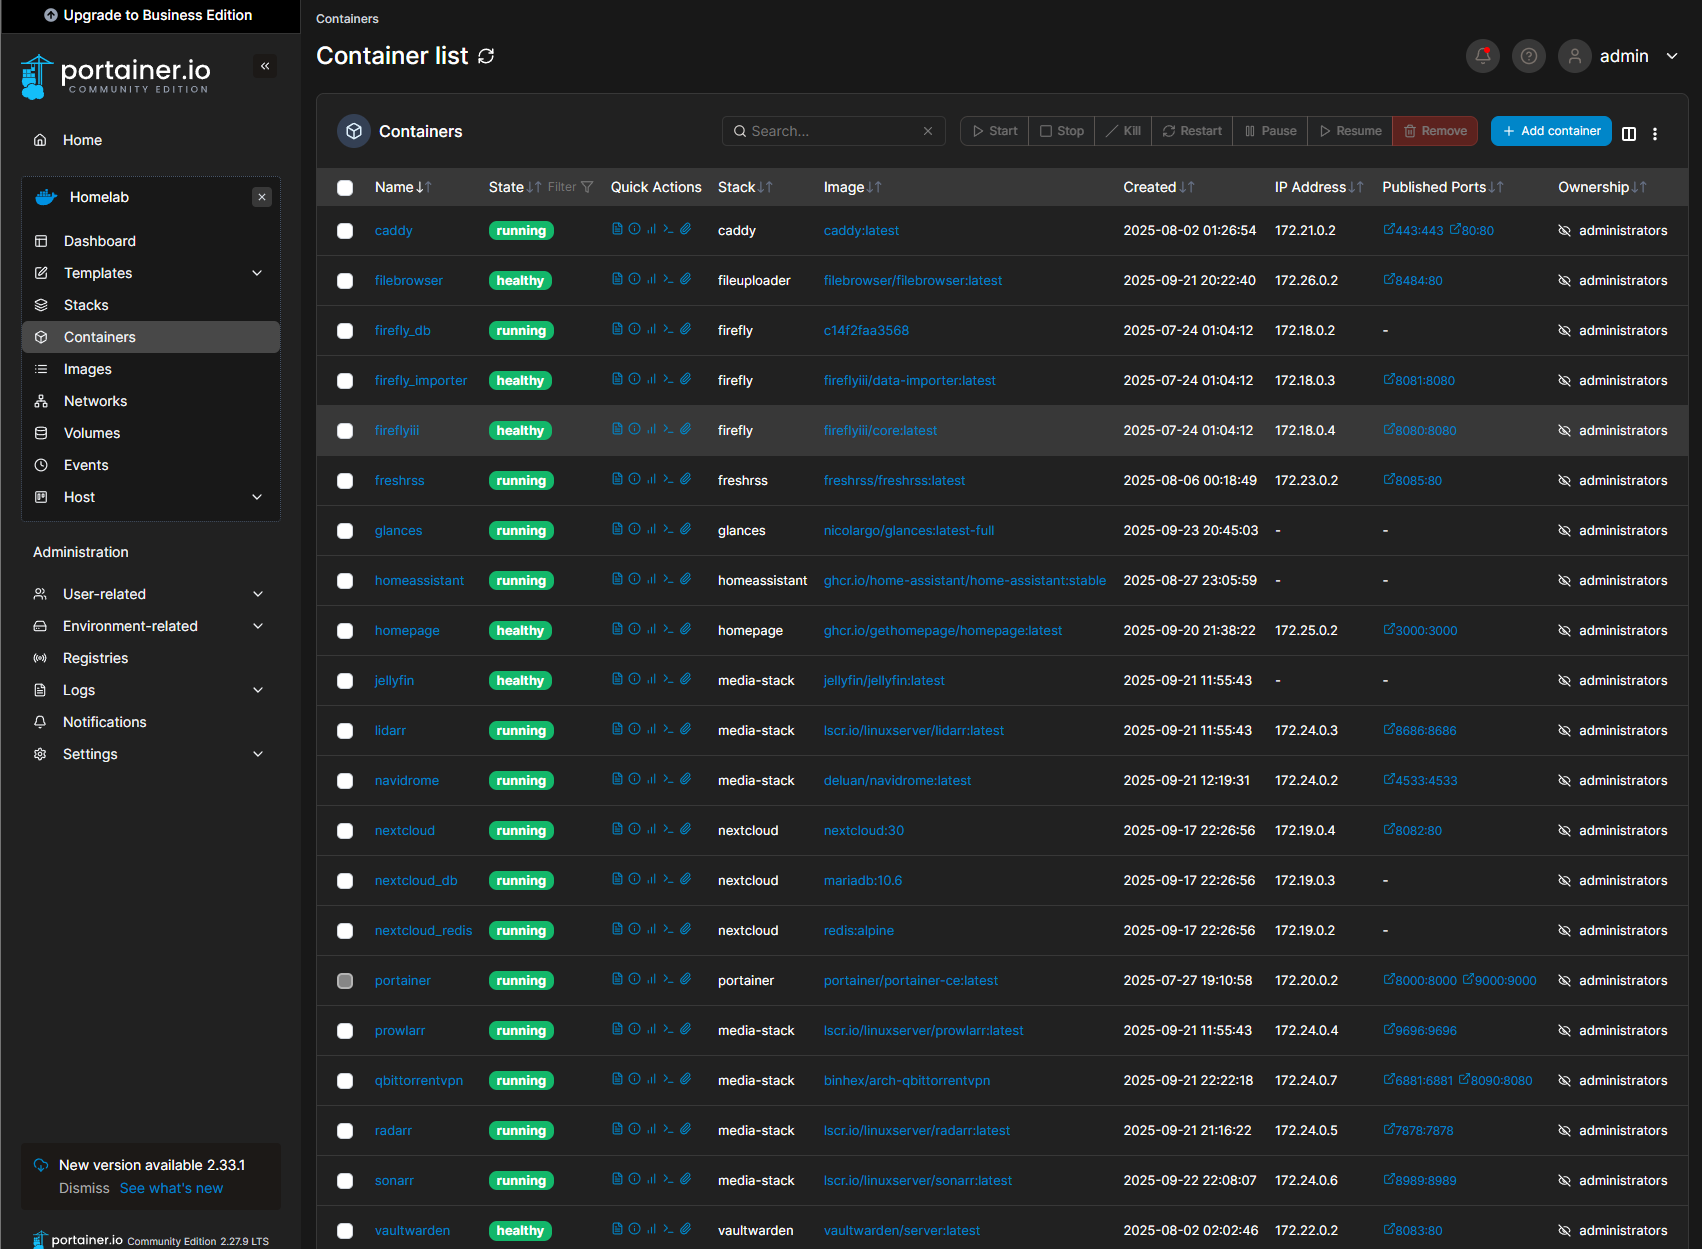 Upgrade to Business Edition
portainer.io
COMMUNITY EDITION
Home
Homelab
Dashboard
Templates
Stacks
Containers
Images
Networks
Volumes
Events
Host
Administration
User-related
Environment-related
Registries
Logs
Notifications
Settings
New version available 2.33.1
Dismiss See what's new
portainer.io Community Edition 2.27.9 LTS
Containers
Container list
admin
Containers
Search...
Start Stop Kill Restart Pause Resume Remove
Add container
Name State Filter Quick Actions Stack Image Created IP Address Published Ports Ownership
caddy running caddy caddy:latest 2025-08-02 01:26:54 172.21.0.2 443:443 80:80 administrators
filebrowser healthy fileuploader filebrowser/filebrowser:latest 2025-09-21 20:22:40 172.26.0.2 8484:80 administrators
firefly_db running firefly c14f2faa3568 2025-07-24 01:04:12 172.18.0.2 - administrators
firefly_importer healthy firefly fireflyiii/data-importer:latest 2025-07-24 01:04:12 172.18.0.3 8081:8080 administrators
fireflyiii healthy firefly fireflyiii/core:latest 2025-07-24 01:04:12 172.18.0.4 8080:8080 administrators
freshrss running freshrss freshrss/freshrss:latest 2025-08-06 00:18:49 172.23.0.2 8085:80 administrators
glances running glances nicolargo/glances:latest-full 2025-09-23 20:45:03 - - administrators
homeassistant running homeassistant ghcr.io/home-assistant/home-assistant:stable 2025-08-27 23:05:59 - - administrators
homepage healthy homepage ghcr.io/gethomepage/homepage:latest 2025-09-20 21:38:22 172.25.0.2 3000:3000 administrators
jellyfin healthy media-stack jellyfin/jellyfin:latest 2025-09-21 11:55:43 - - administrators
lidarr running media-stack lscr.io/linuxserver/lidarr:latest 2025-09-21 11:55:43 172.24.0.3 8686:8686 administrators
navidrome running media-stack deluan/navidrome:latest 2025-09-21 12:19:31 172.24.0.2 4533:4533 administrators
nextcloud running nextcloud nextcloud:30 2025-09-17 22:26:56 172.19.0.4 8082:80 administrators
nextcloud_db running nextcloud mariadb:10.6 2025-09-17 22:26:56 172.19.0.3 - administrators
nextcloud_redis running nextcloud redis:alpine 2025-09-17 22:26:56 172.19.0.2 - administrators
portainer running portainer portainer/portainer-ce:latest 2025-07-27 19:10:58 172.20.0.2 8000:8000 9000:9000 administrators
prowlarr running media-stack lscr.io/linuxserver/prowlarr:latest 2025-09-21 11:55:43 172.24.0.4 9696:9696 administrators
qbittorrentvpn running media-stack binhex/arch-qbittorrentvpn 2025-09-21 22:22:18 172.24.0.7 6881:6881 8090:8080 administrators
radarr running media-stack lscr.io/linuxserver/radarr:latest 2025-09-21 21:16:22 172.24.0.5 7878:7878 administrators
sonarr running media-stack lscr.io/linuxserver/sonarr:latest 2025-09-22 22:08:07 172.24.0.6 8989:8989 administrators
vaultwarden healthy vaultwarden vaultwarden/server:latest 2025-08-02 02:02:46 172.22.0.2 8083:80 administrators